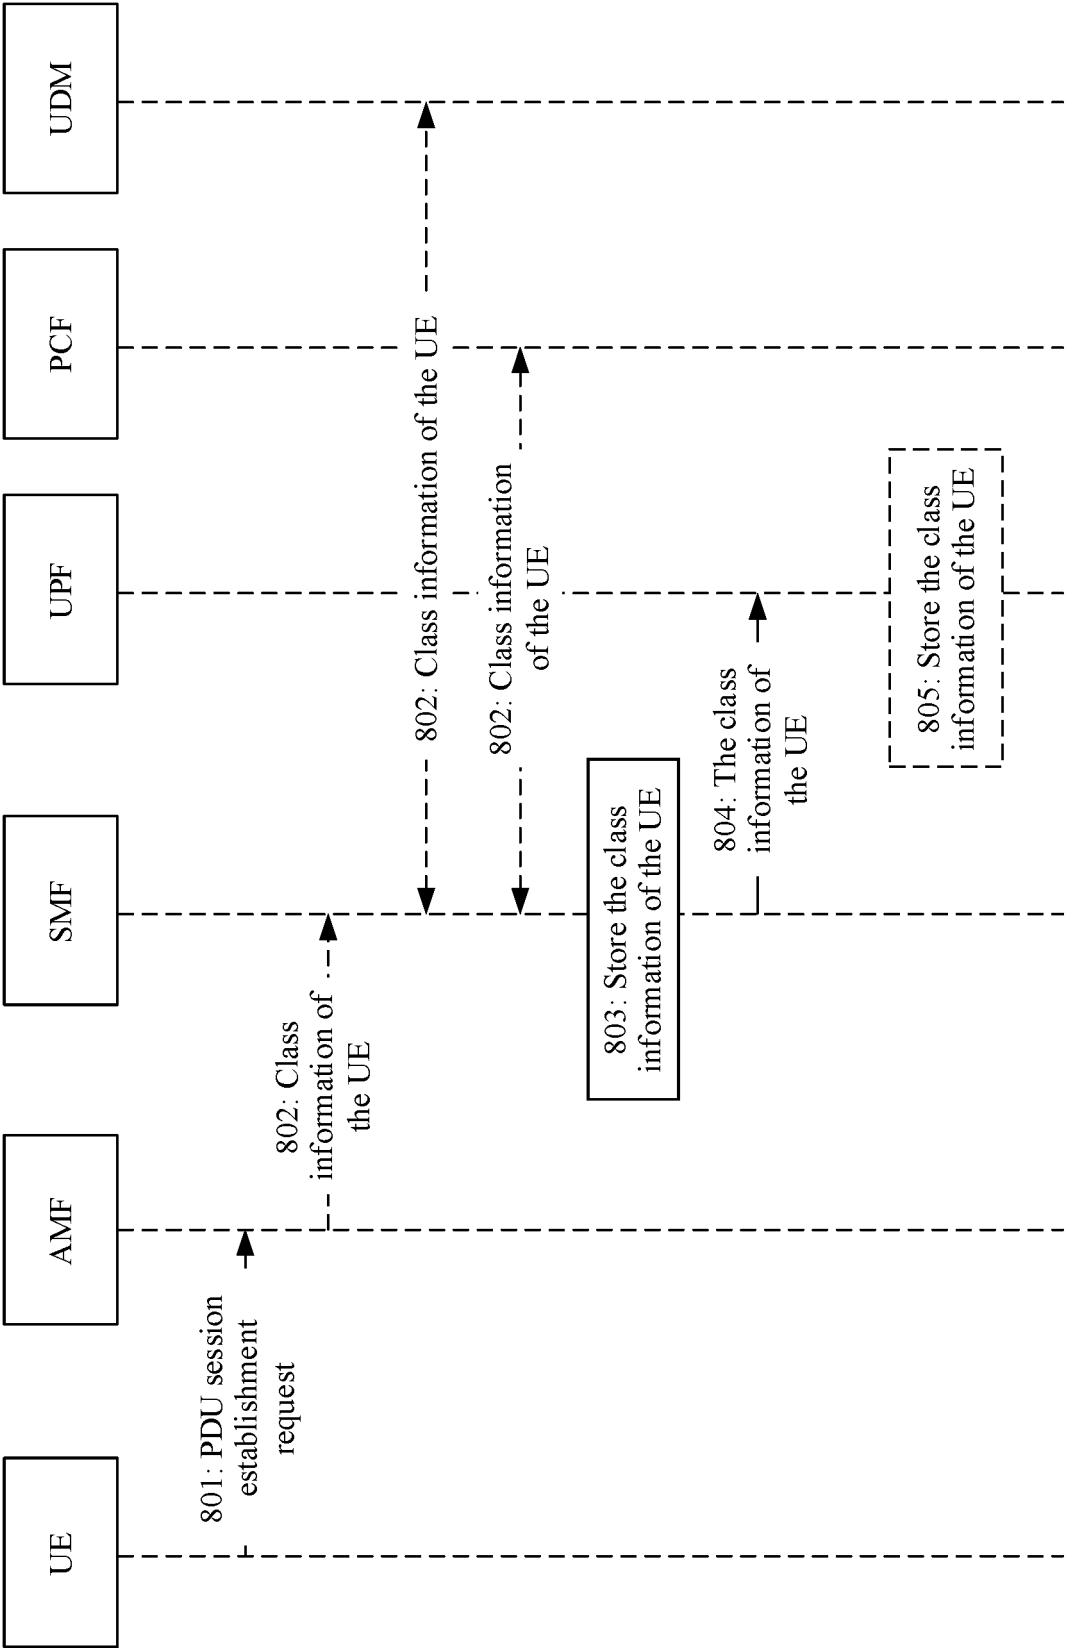 UE
AMF
SMF
UPF
PCF
UDM
801: PDU session
establishment
request
802: Class
information of
the UE
802: Class information of the UE
802: Class information
of the UE
803: Store the class
information of the UE
804: The class
information of
the UE
805: Store the class
information of the UE